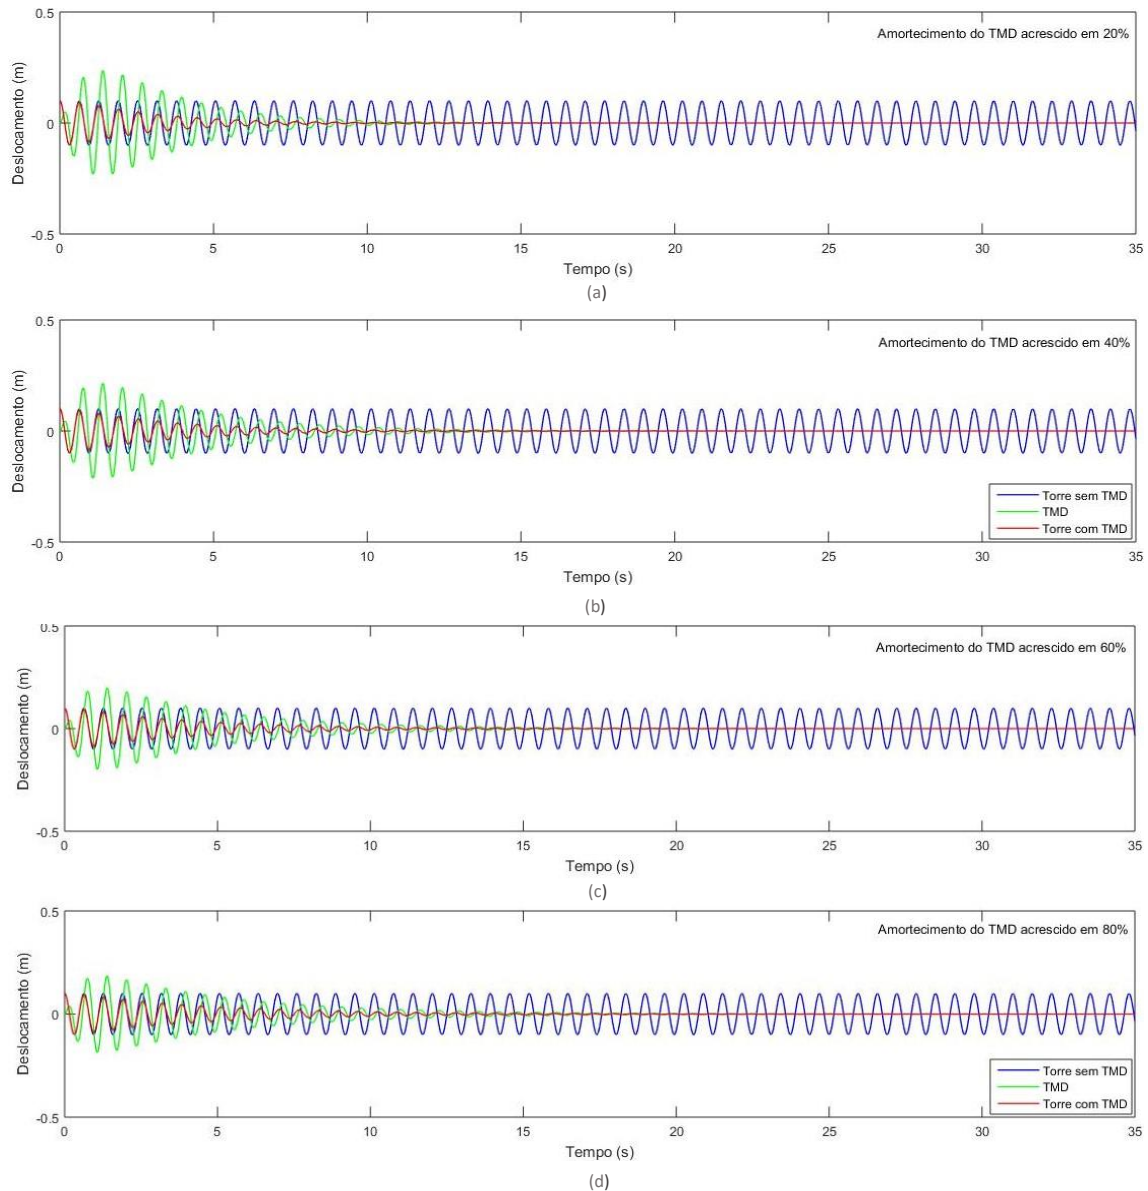 0.5
Amortecimento do TMD acrescido em 20%
Deslocamento (m)
0
-0.5
0 5 10 15 20 25 30 35
Tempo (s)
(a)
0.5
Amortecimento do TMD acrescido em 40%
Deslocamento (m)
0
Torre sem TMD
TMD
Torre com TMD
-0.5
0 5 10 15 20 25 30 35
Tempo (s)
(b)
0.5
Amortecimento do TMD acrescido em 60%
Deslocamento (m)
0
-0.5
0 5 10 15 20 25 30 35
Tempo (s)
(c)
0.5
Amortecimento do TMD acrescido em 80%
Deslocamento (m)
0
Torre sem TMD
TMD
Torre com TMD
-0.5
0 5 10 15 20 25 30 35
Tempo (s)
(d)